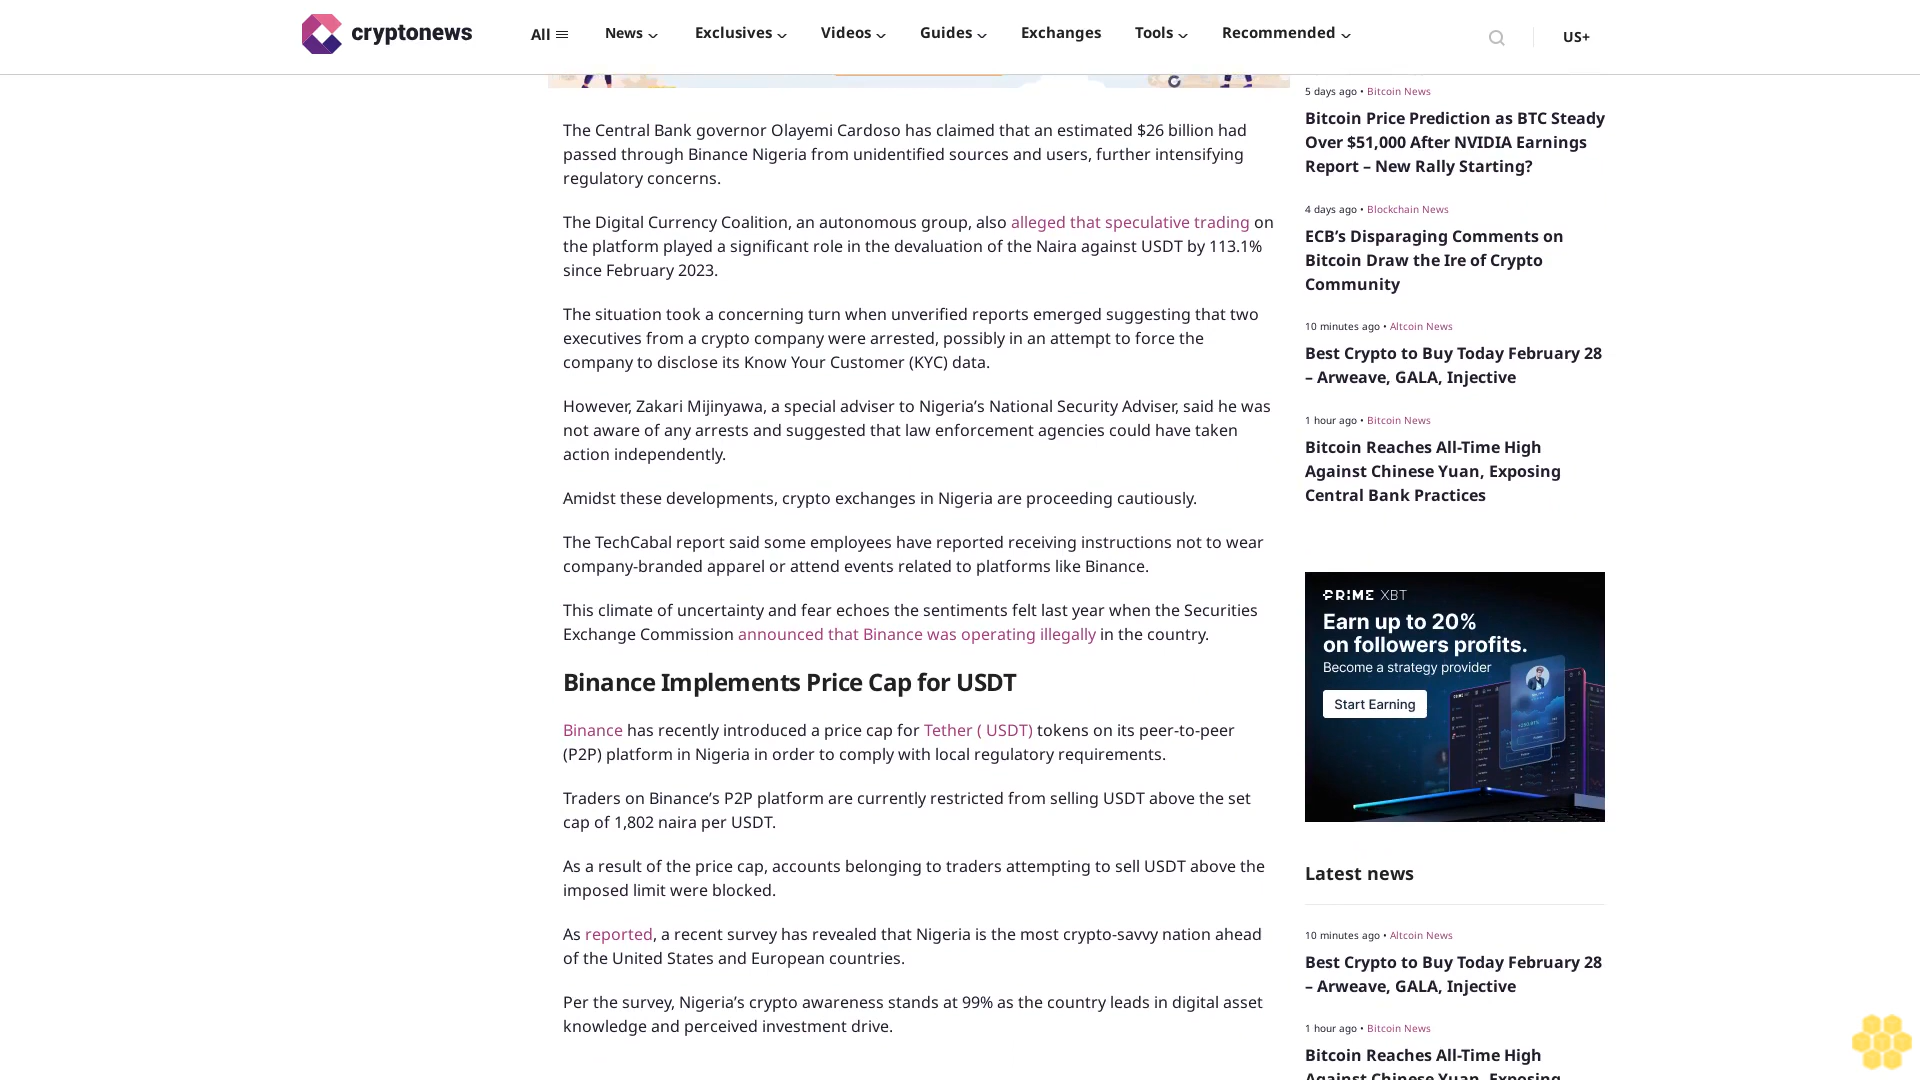 cryptonews
All
News
Exclusives
Videos
Guides
Exchanges
Tools
Recommended
US+
The Central Bank governor Olayemi Cardoso has claimed that an estimated $26 billion had
passed through Binance Nigeria from unidentified sources and users, further intensifying
regulatory concerns.
The Digital Currency Coalition, an autonomous group, also alleged that speculative trading on
the platform played a significant role in the devaluation of the Naira against USDT by 113.1%
since February 2023.
The situation took a concerning turn when unverified reports emerged suggesting that two
executives from a crypto company were arrested, possibly in an attempt to force the
company to disclose its Know Your Customer (KYC) data.
However, Zakari Mijinyawa, a special adviser to Nigeria’s National Security Adviser, said he was
not aware of any arrests and suggested that law enforcement agencies could have taken
action independently.
Amidst these developments, crypto exchanges in Nigeria are proceeding cautiously.
The TechCabal report said some employees have reported receiving instructions not to wear
company-branded apparel or attend events related to platforms like Binance.
This climate of uncertainty and fear echoes the sentiments felt last year when the Securities
Exchange Commission announced that Binance was operating illegally in the country.
Binance Implements Price Cap for USDT
Binance has recently introduced a price cap for Tether ( USDT) tokens on its peer-to-peer
(P2P) platform in Nigeria in order to comply with local regulatory requirements.
Traders on Binance’s P2P platform are currently restricted from selling USDT above the set
cap of 1,802 naira per USDT.
As a result of the price cap, accounts belonging to traders attempting to sell USDT above the
imposed limit were blocked.
As reported, a recent survey has revealed that Nigeria is the most crypto-savvy nation ahead
of the United States and European countries.
Per the survey, Nigeria’s crypto awareness stands at 99% as the country leads in digital asset
knowledge and perceived investment drive.
5 days ago • Bitcoin News
Bitcoin Price Prediction as BTC Steady
Over $51,000 After NVIDIA Earnings
Report – New Rally Starting?
4 days ago • Blockchain News
ECB’s Disparaging Comments on
Bitcoin Draw the Ire of Crypto
Community
10 minutes ago • Altcoin News
Best Crypto to Buy Today February 28
– Arweave, GALA, Injective
1 hour ago • Bitcoin News
Bitcoin Reaches All-Time High
Against Chinese Yuan, Exposing
Central Bank Practices
PRIME XBT
Earn up to 20%
on followers profits.
Become a strategy provider
Start Earning
Latest news
10 minutes ago • Altcoin News
Best Crypto to Buy Today February 28
– Arweave, GALA, Injective
1 hour ago • Bitcoin News
Bitcoin Reaches All-Time High
Against Chinese Yuan, Exposing